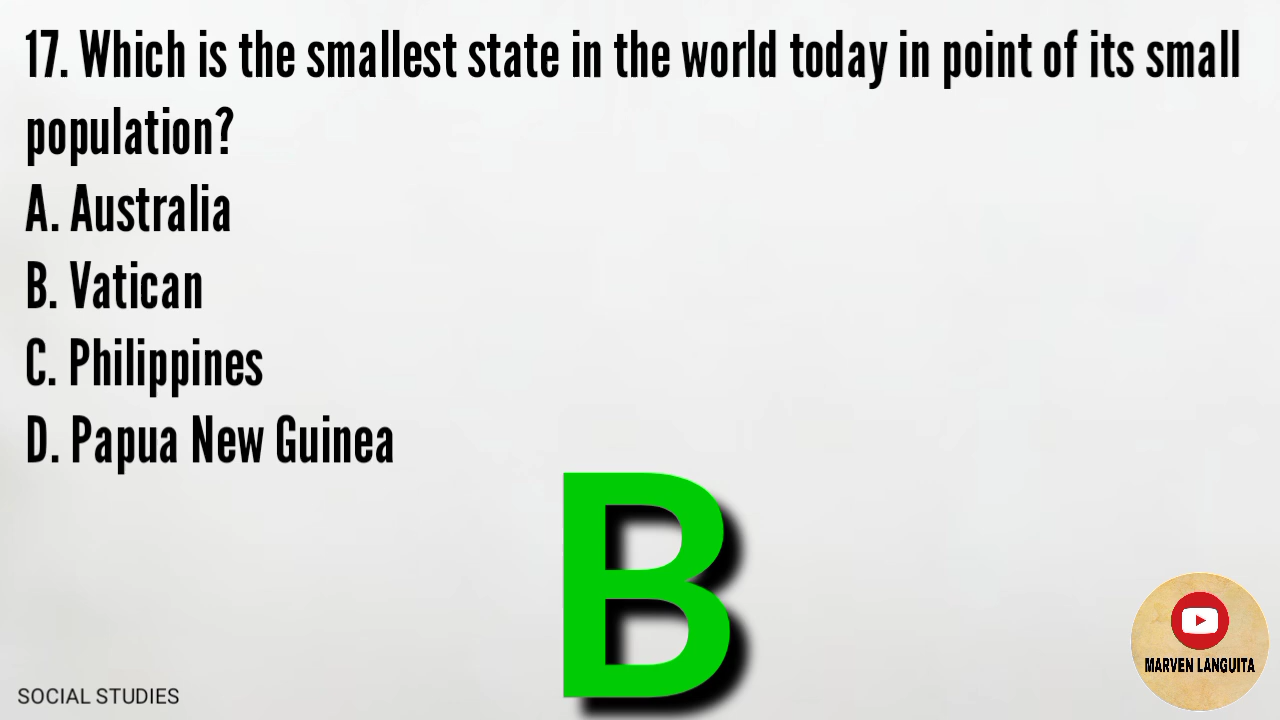 17. Which is the smallest state in the world today in point of its small
population?
A. Australia
B. Vatican
C. Philippines
D. Papua New Guinea
B
MARVEN LANGUITA
SOCIAL STUDIES